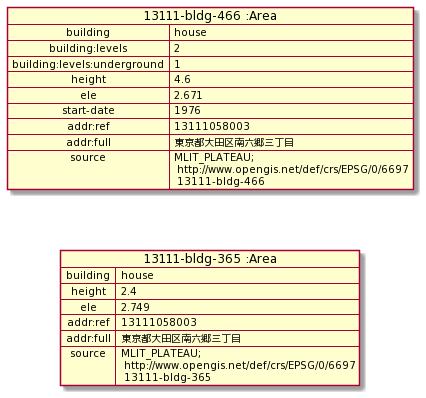 13111-bldg-466 :Area
building house
building:levels 2
building:levels:underground 1
height 4.6
ele 2.671
start-date 1976
addr:ref 13111058003
addr:full 東京都大田区南六郷三丁目
source MLIT_PLATEAU;
http://www.opengis.net/def/crs/EPSG/0/6697
13111-bldg-466
13111-bldg-365 :Area
building house
height 2.4
ele 2.749
addr:ref 13111058003
addr:full 東京都大田区南六郷三丁目
source MLIT_PLATEAU;
http://www.opengis.net/def/crs/EPSG/0/6697
13111-bldg-365